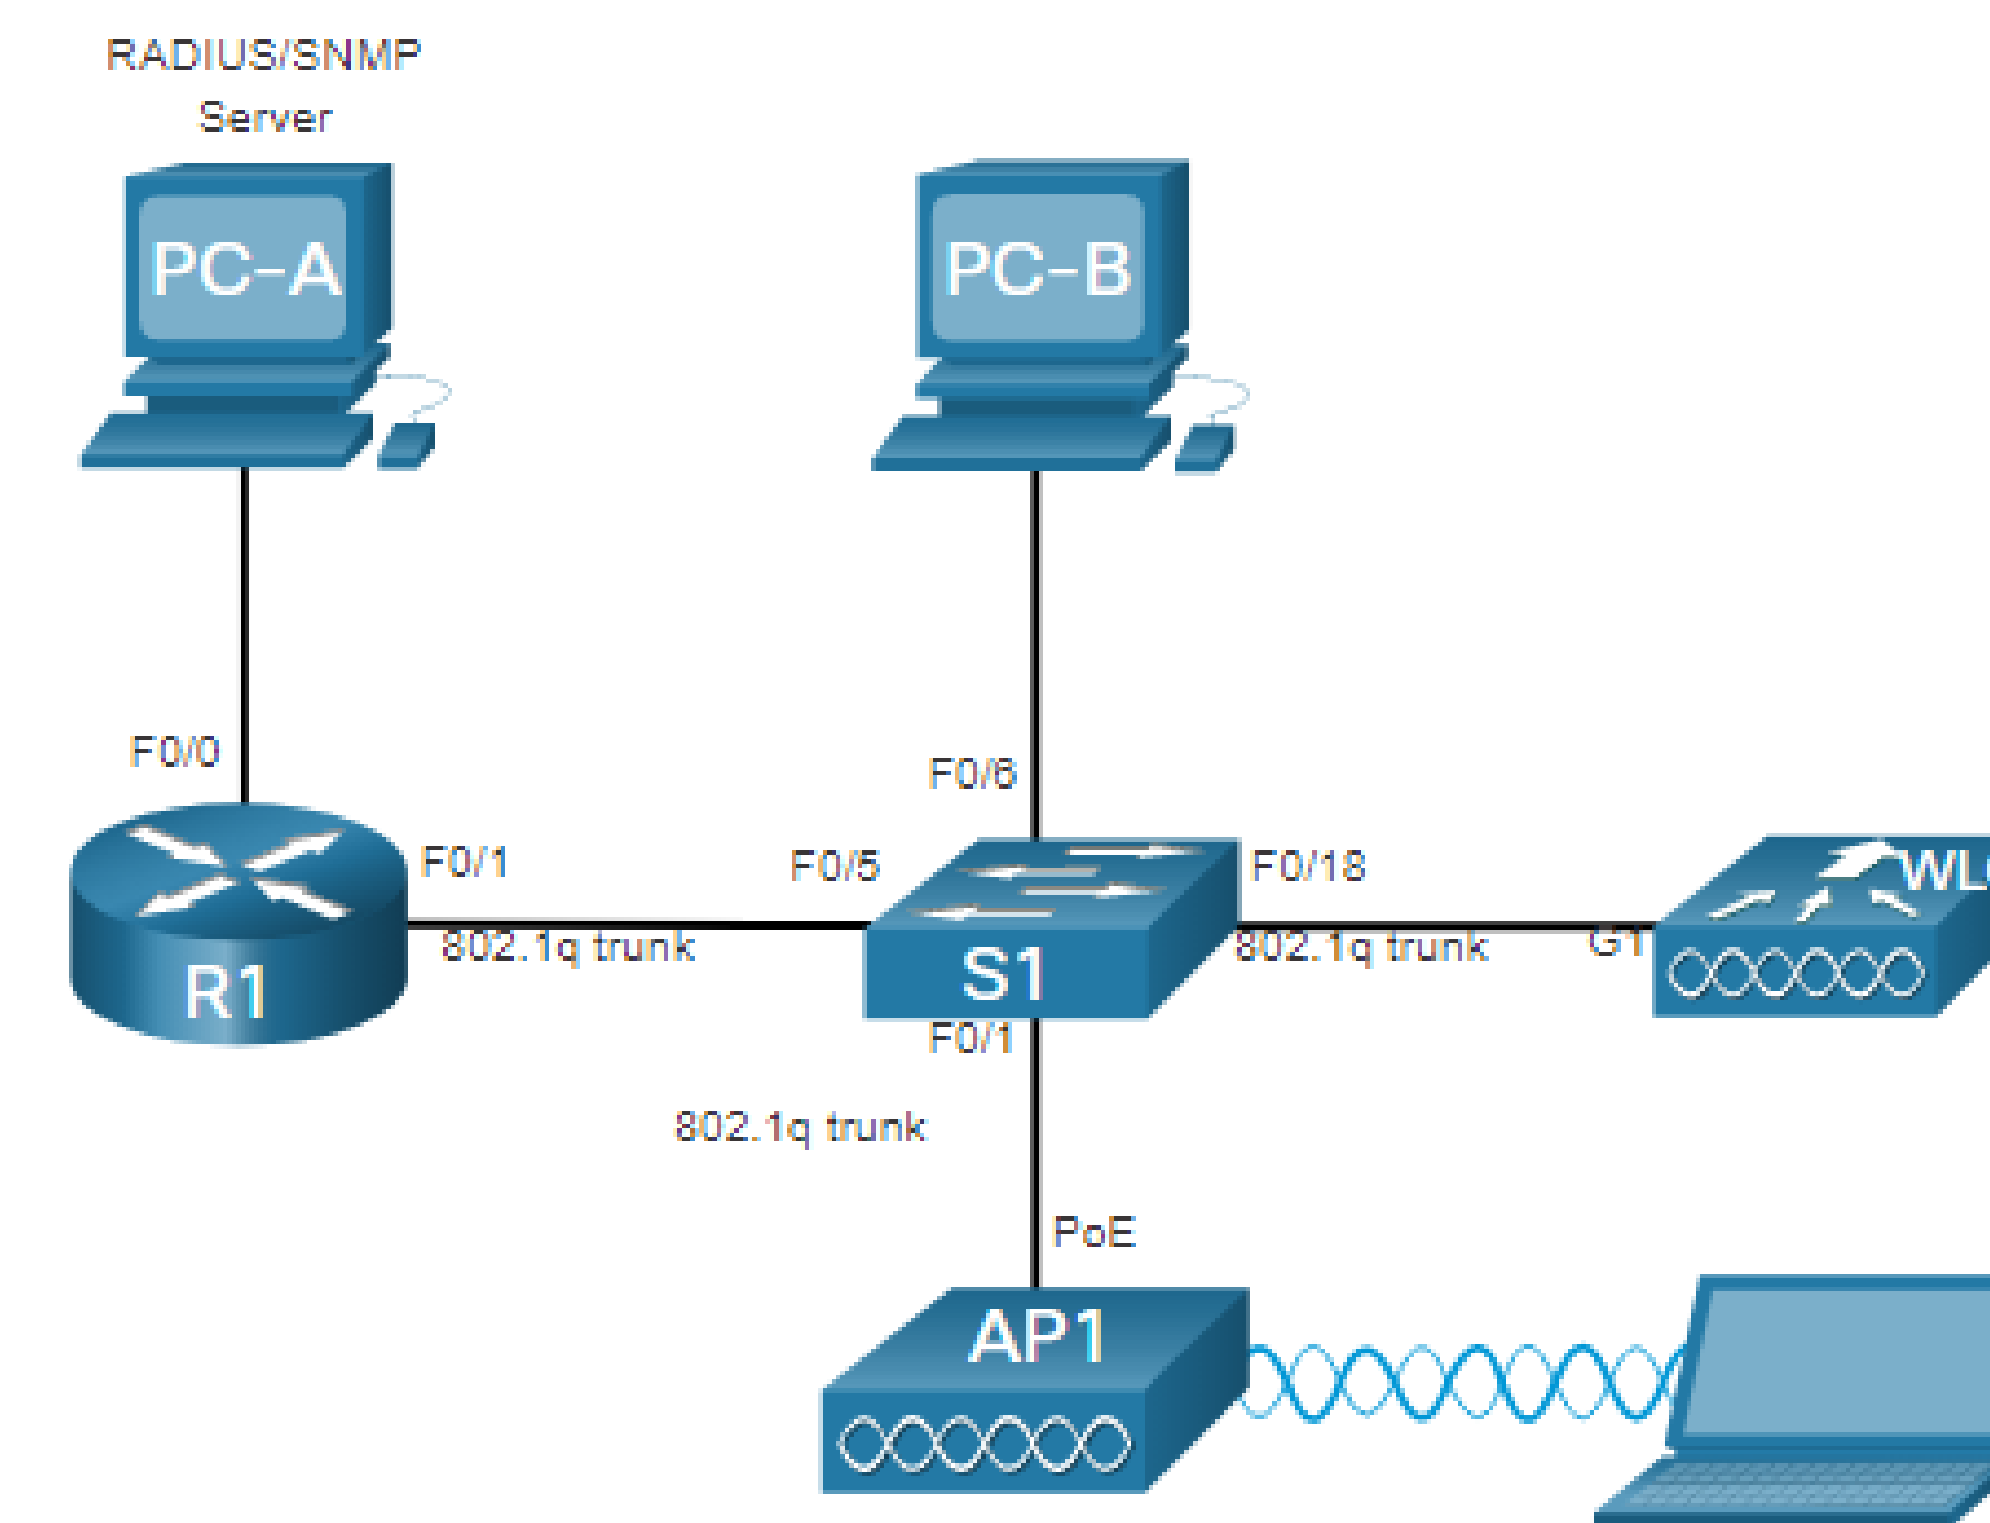 RADIUS/SNMP
Server
PC-A
PC-B
F0/0
F0/6
F0/1
F0/5
F0/18
802.1q trunk
802.1q trunk
G1
R1
S1
F0/1
802.1q trunk
PoE
AP1